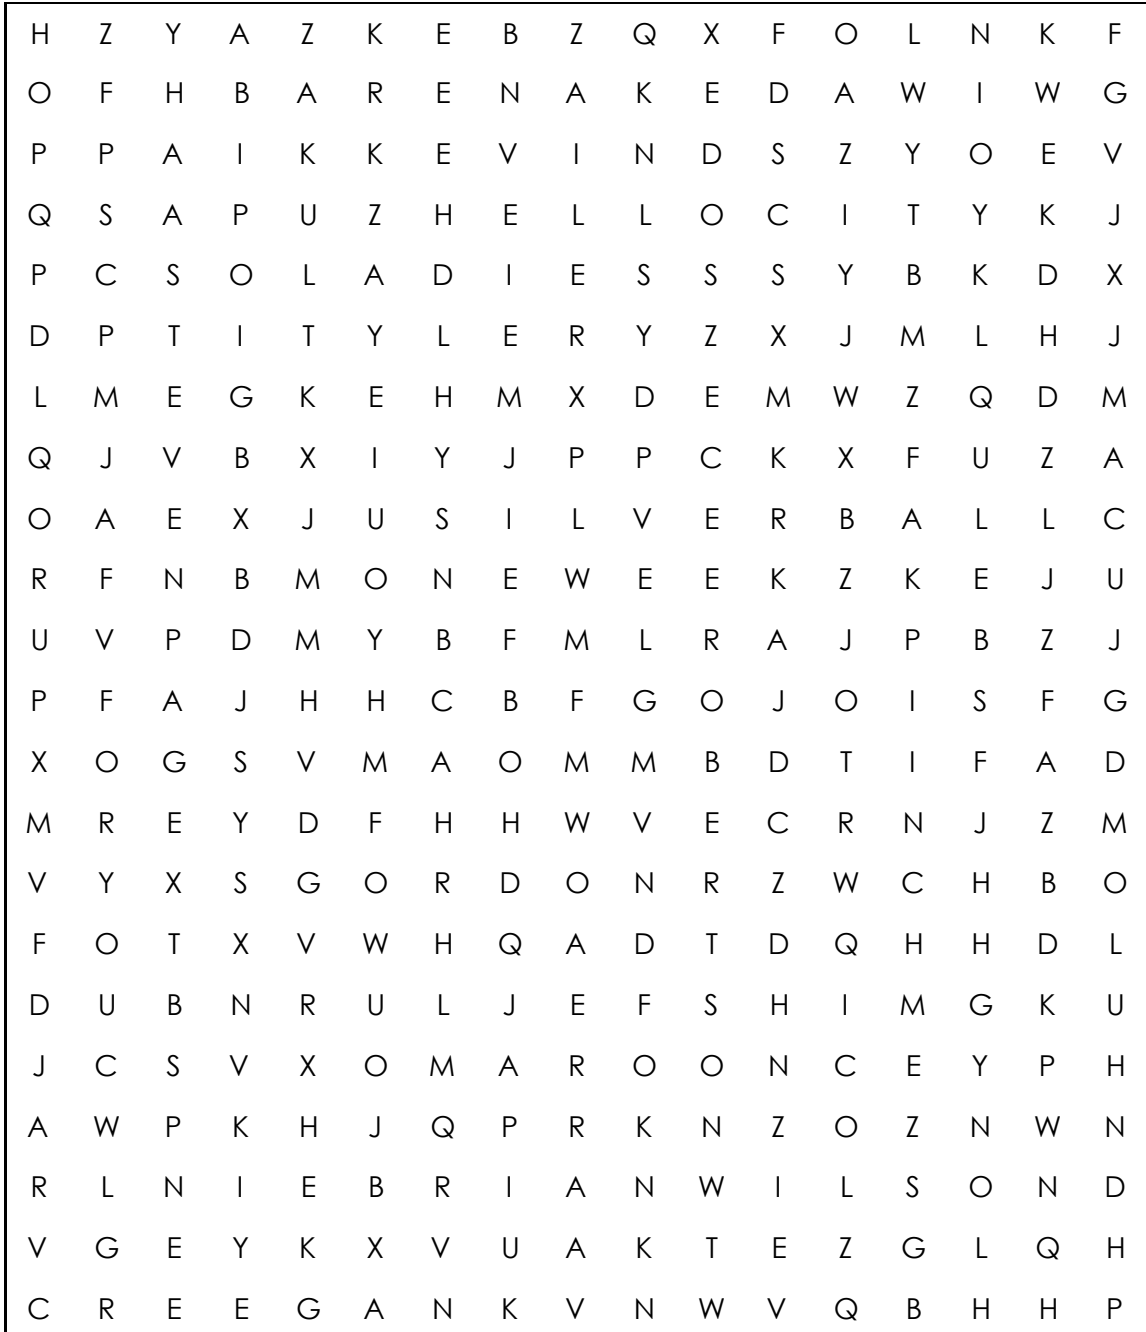 H Z Y A Z K E B Z Q X F O L N K F
O F H B A R E N A K E D A W I W G
P P A I K K E V I N D S Z Y O E V
Q S A P U Z H E L L O C I T Y K J
P C S O L A D I E S S S Y B K D X
D P T I T Y L E R Y Z X J M L H J
L M E G K E H M X D E M W Z Q D M
Q J V B X I Y J P P C K X F U Z A
O A E X J U S I L V E R B A L L C
R F N B M O N E W E E K Z K E J U
U V P D M Y B F M L R A J P B Z J
P F A J H H C B F G O J O I S F G
X O G S V M A O M M B D T I F A D
M R E Y D F H H W V E C R N J Z M
V Y X S G O R D O N R Z W C H B O
F O T X V W H Q A D T D Q H H D L
D U B N R U L J E F S H I M G K U
J C S V X O M A R O O N C E Y P H
A W P K H J Q P R K N Z O Z N W N
R L N I E B R I A N W I L S O N D
V G E Y K X V U A K T E Z G L Q H
C R E E G A N K V N W V Q B H H P